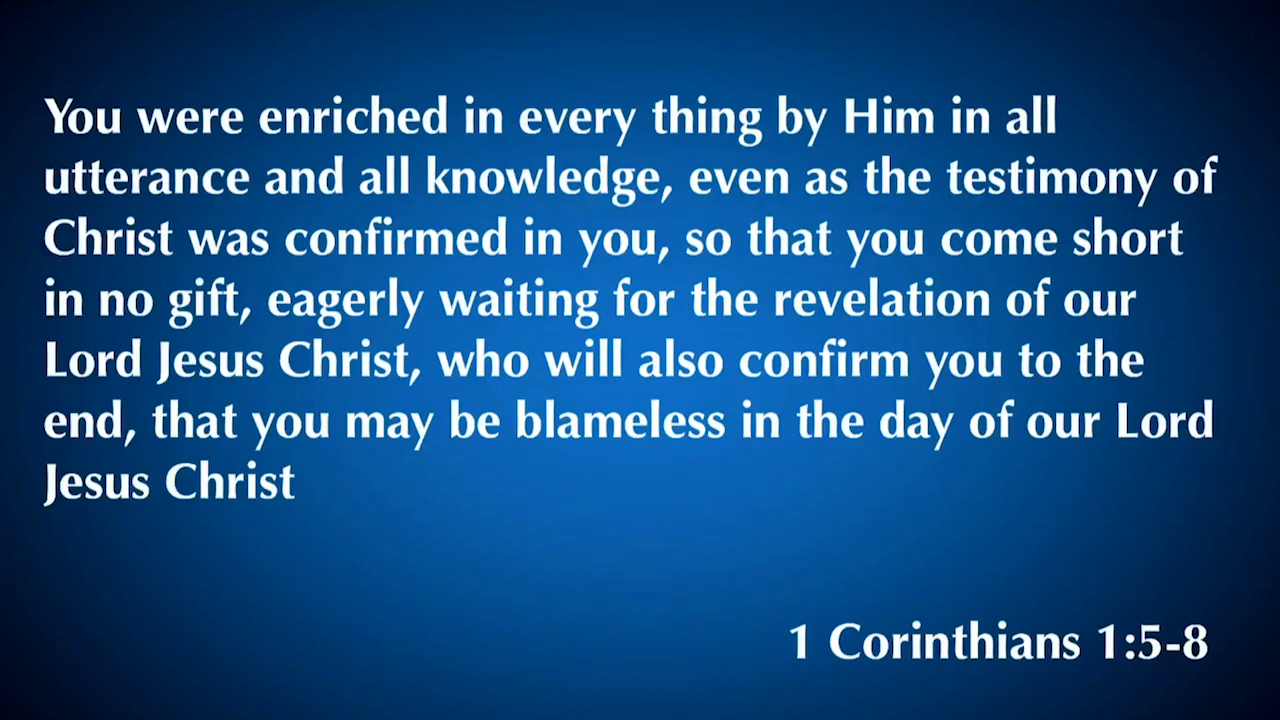 You were enriched in every thing by Him in all
utterance and all knowledge, even as the testimony of
Christ was confirmed in you, so that you come short
in no gift, eagerly waiting for the revelation of our
Lord Jesus Christ, who will also confirm you to the
end, that you may be blameless in the day of our Lord
Jesus Christ
1 Corinthians 1:5-8